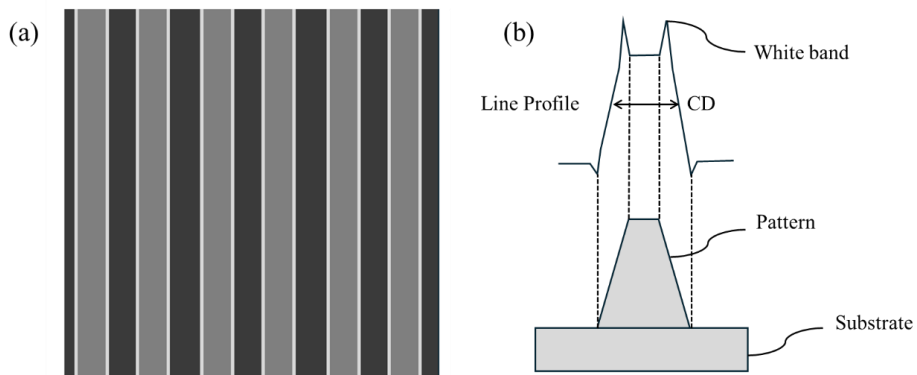 (a)
(b)
White band
Line Profile
CD
Pattern
Substrate